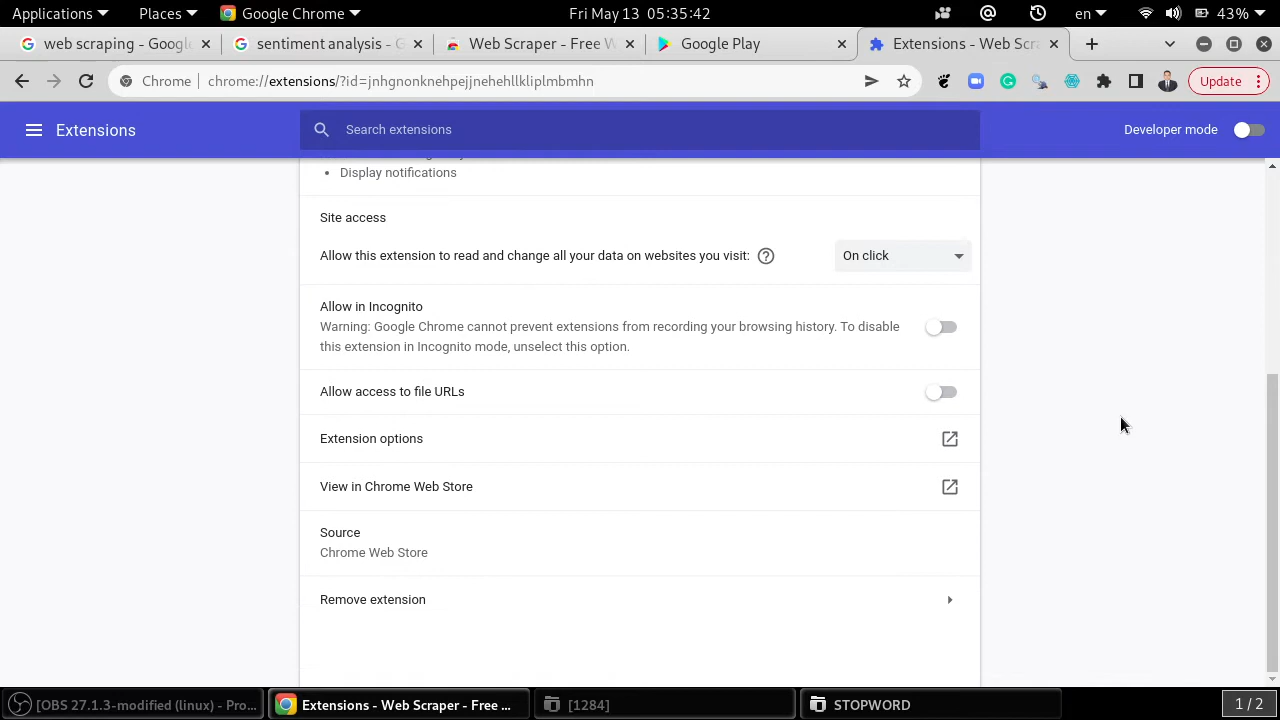 Applications Places Google Chrome Fri May 13 05:35:42 en 43%
web scraping - Google sentiment analysis - G Web Scraper - Free W Google Play Extensions - Web Scra
Chrome chrome://extensions/?id=jnhgnonknehpejjnehehllkliplmbmhn Update
Extensions Search extensions Developer mode
Display notifications
Site access
Allow this extension to read and change all your data on websites you visit: On click
Allow in Incognito
Warning: Google Chrome cannot prevent extensions from recording your browsing history. To disable
this extension in Incognito mode, unselect this option.
Allow access to file URLs
Extension options
View in Chrome Web Store
Source
Chrome Web Store
Remove extension
[OBS 27.1.3-modified (linux) - Pro... Extensions - Web Scraper - Free ... [1284] STOPWORD 1 / 2